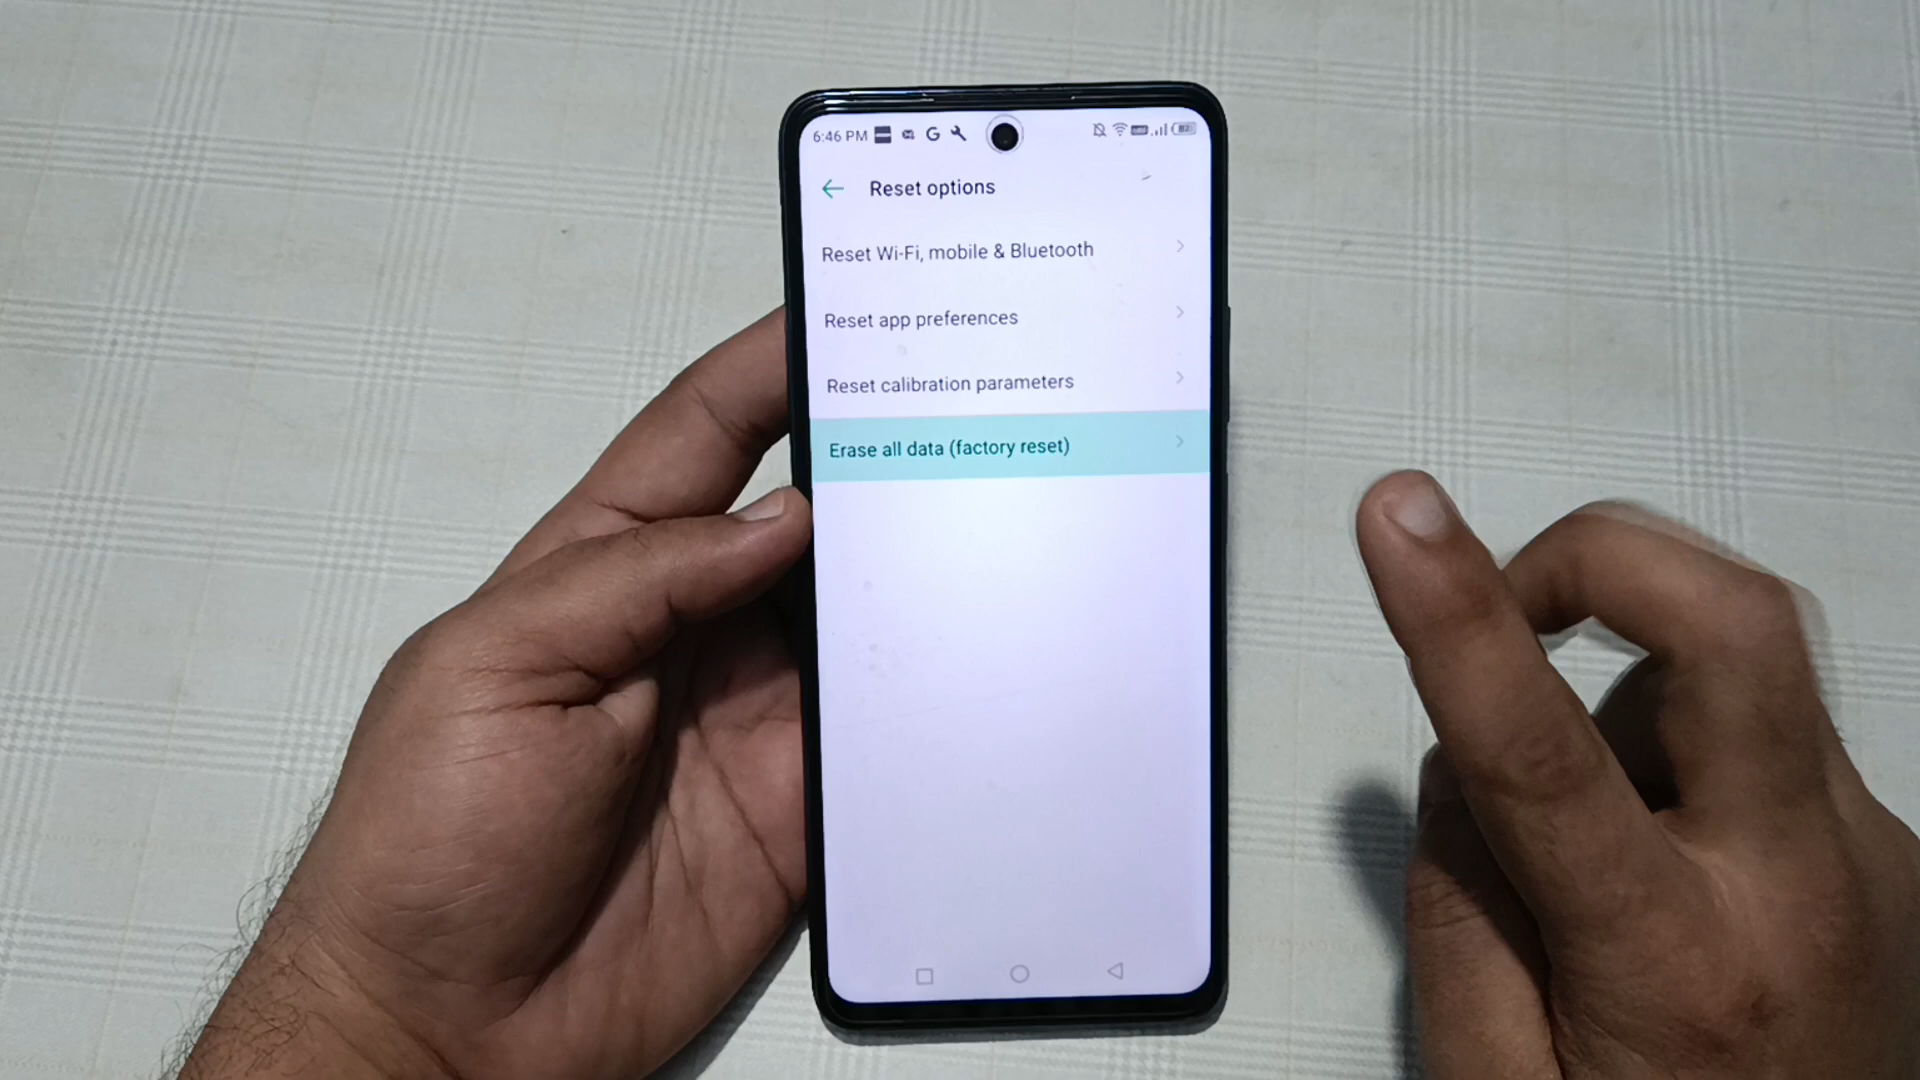 6:46 PM G
Reset options
Reset Wi-Fi, mobile & Bluetooth
Reset app preferences
Reset calibration parameters
Erase all data (factory reset)